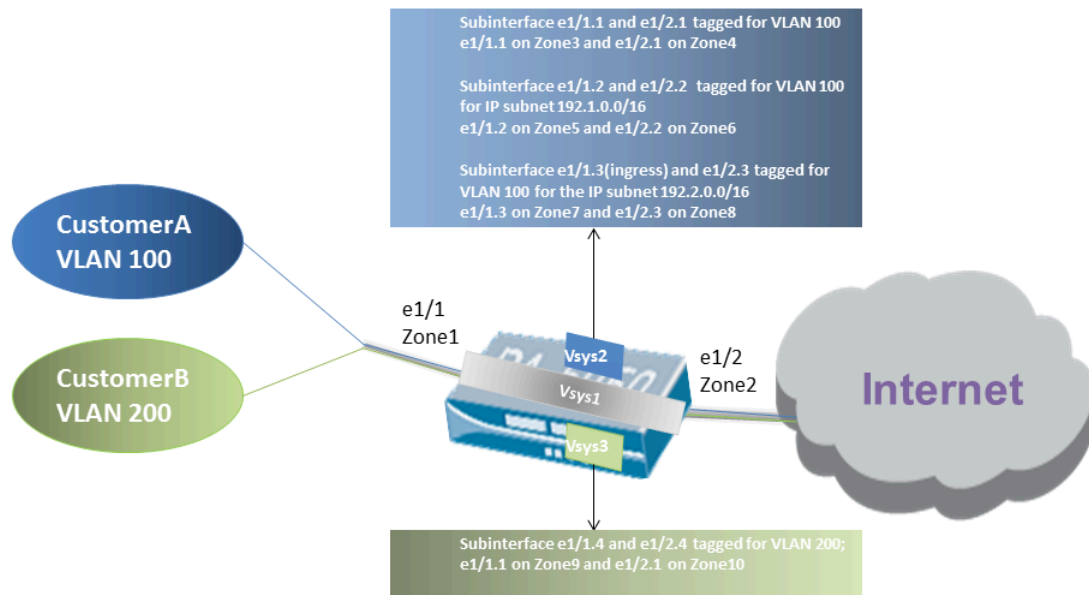 Subinterface e1/1.1 and e1/2.1 tagged for VLAN 100
e1/1.1 on Zone3 and e1/2.1 on Zone4
Subinterface e1/1.2 and e1/2.2 tagged for VLAN 100
for IP subnet 192.1.0.0/16
e1/1.2 on Zone5 and e1/2.2 on Zone6
Subinterface e1/1.3(ingress) and e1/2.3 tagged for
VLAN 100 for the IP subnet 192.2.0.0/16
e1/1.3 on Zone7 and e1/2.3 on Zone8
CustomerA
VLAN 100
e1/1
Zone1
Vsys2
e1/2
Zone2
Vsys1
Internet
CustomerB
VLAN 200
Vsys3
Subinterface e1/1.4 and e1/2.4 tagged for VLAN 200;
e1/1.1 on Zone9 and e1/2.1 on Zone10